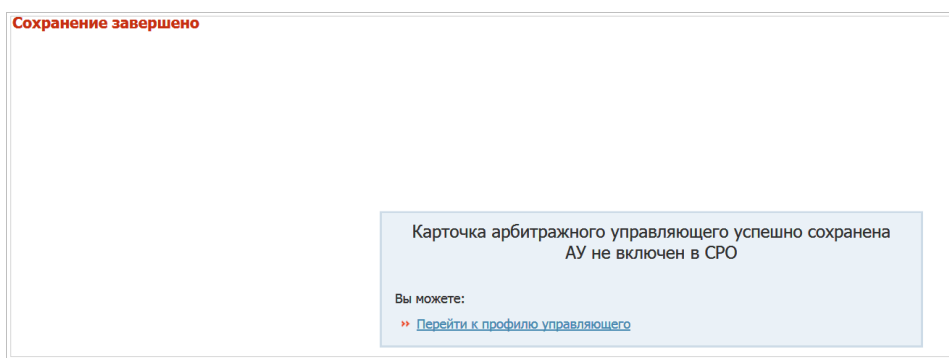 Сохранение завершено
Карточка арбитражного управляющего успешно сохранена
АУ не включен в СРО
Вы можете:
»» Перейти к профилю управляющего